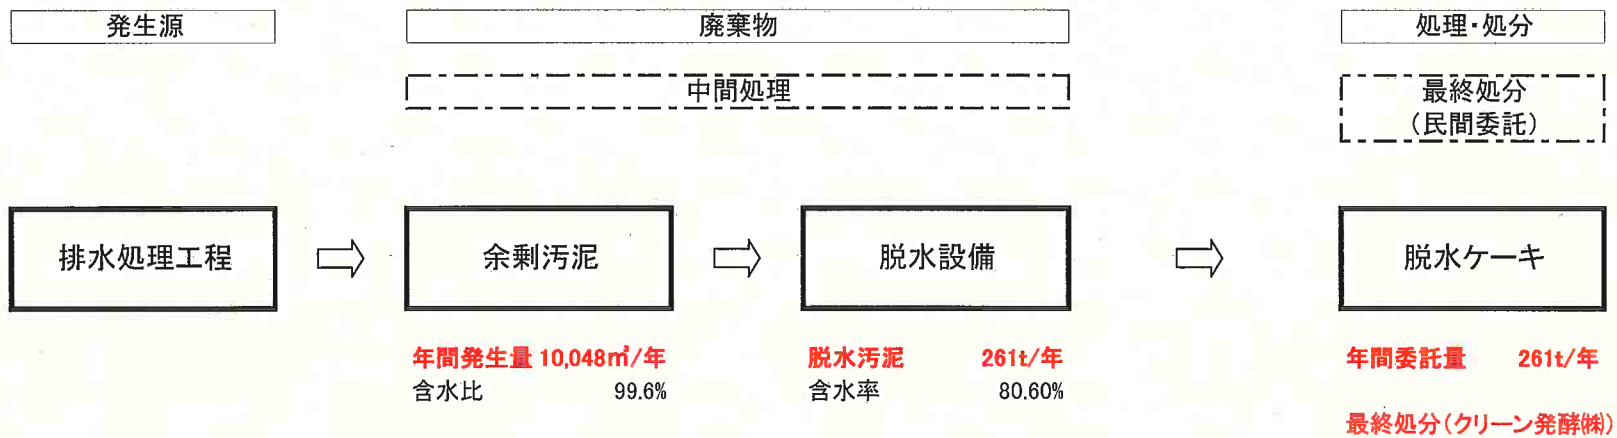 発生源
廃棄物
処理・処分
中間処理
最終処分
(民間委託)
排水処理工程
余剰汚泥
脱水設備
脱水ケーキ
年間発生量 10,048㎥/年
含水比 99.6%
脱水汚泥 261t/年
含水率 80.60%
年間委託量 261t/年
最終処分(クリーン発酵㈱)